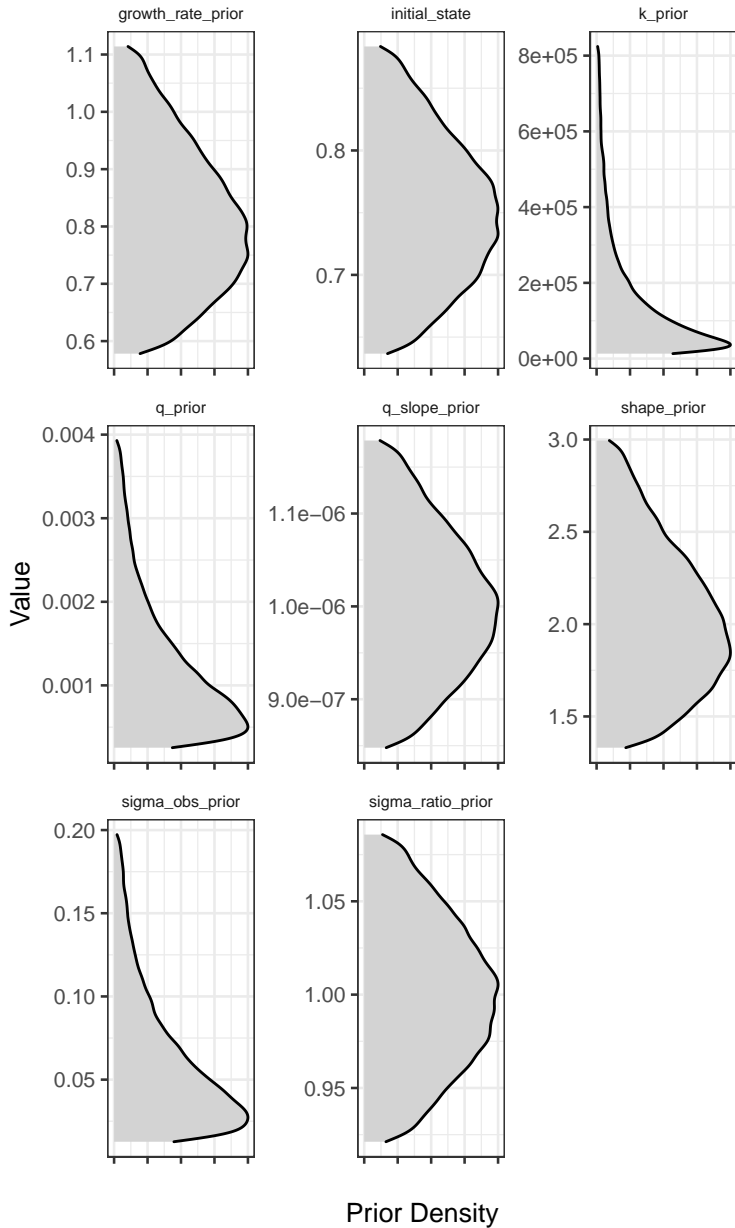 growth_rate_prior
1.1
1.0
0.9
0.8
0.7
0.6
initial_state
0.8
0.7
k_prior
8e+05
6e+05
4e+05
2e+05
0e+00
q_prior
0.004
0.003
0.002
0.001
q_slope_prior
1.1e−06
1.0e−06
9.0e−07
shape_prior
3.0
2.5
2.0
1.5
sigma_obs_prior
0.20
0.15
0.10
0.05
sigma_ratio_prior
1.05
1.00
0.95
Value
Prior Density